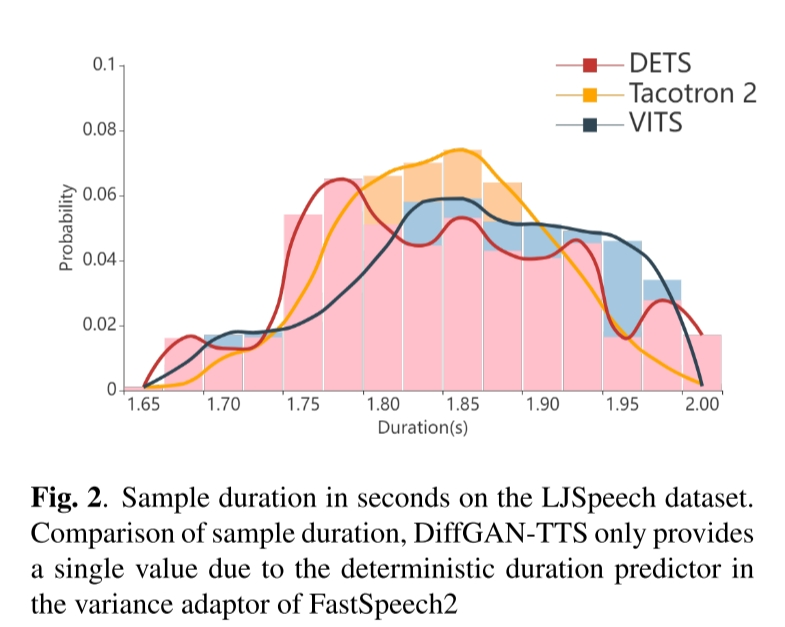 0.1
DETS
Tacotron 2
VITS
0.08
0.06
0.04
0.02
0
Probability
1.65 1.70 1.75 1.80 1.85 1.90 1.95 2.00
Duration(s)
Fig. 2. Sample duration in seconds on the LJSpeech dataset.
Comparison of sample duration, DiffGAN-TTS only provides
a single value due to the deterministic duration predictor in
the variance adaptor of FastSpeech2